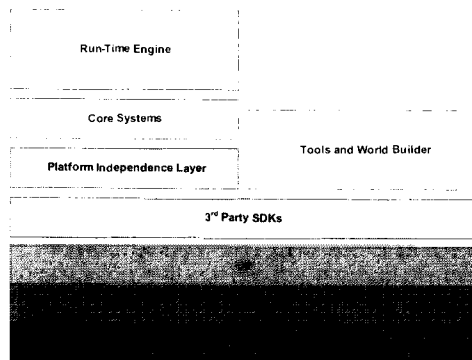 Run-Time Engine
Core Systems
Platform Independence Layer
Tools and World Builder
3rd Party SDKs